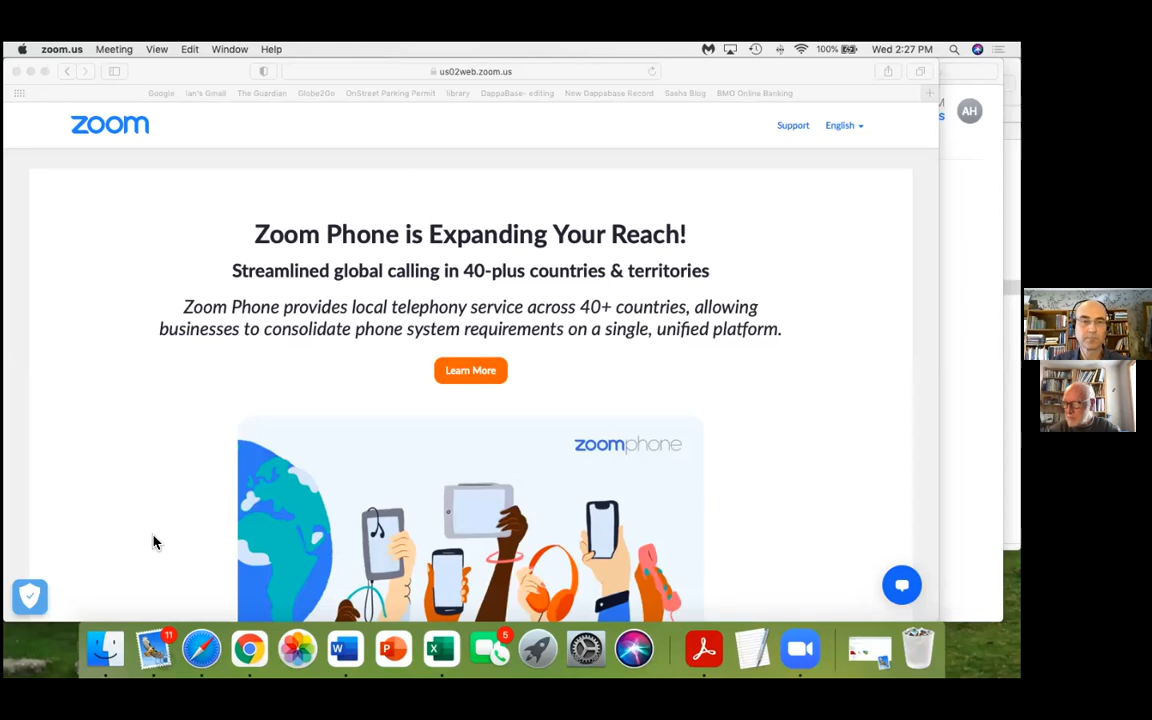 zoom.us Meeting View Edit Window Help 100% Wed 2:27 PM
us02web.zoom.us
Google Ian's Gmail The Guardian Globe2Go OnStreet Parking Permit library DappaBase- editing New Dappabase Record Sasha Blog BMO Online Banking
zoom Support English AH
Zoom Phone is Expanding Your Reach!
Streamlined global calling in 40-plus countries & territories
Zoom Phone provides local telephony service across 40+ countries, allowing
businesses to consolidate phone system requirements on a single, unified platform.
Learn More
zoomphone
11 W P X 5